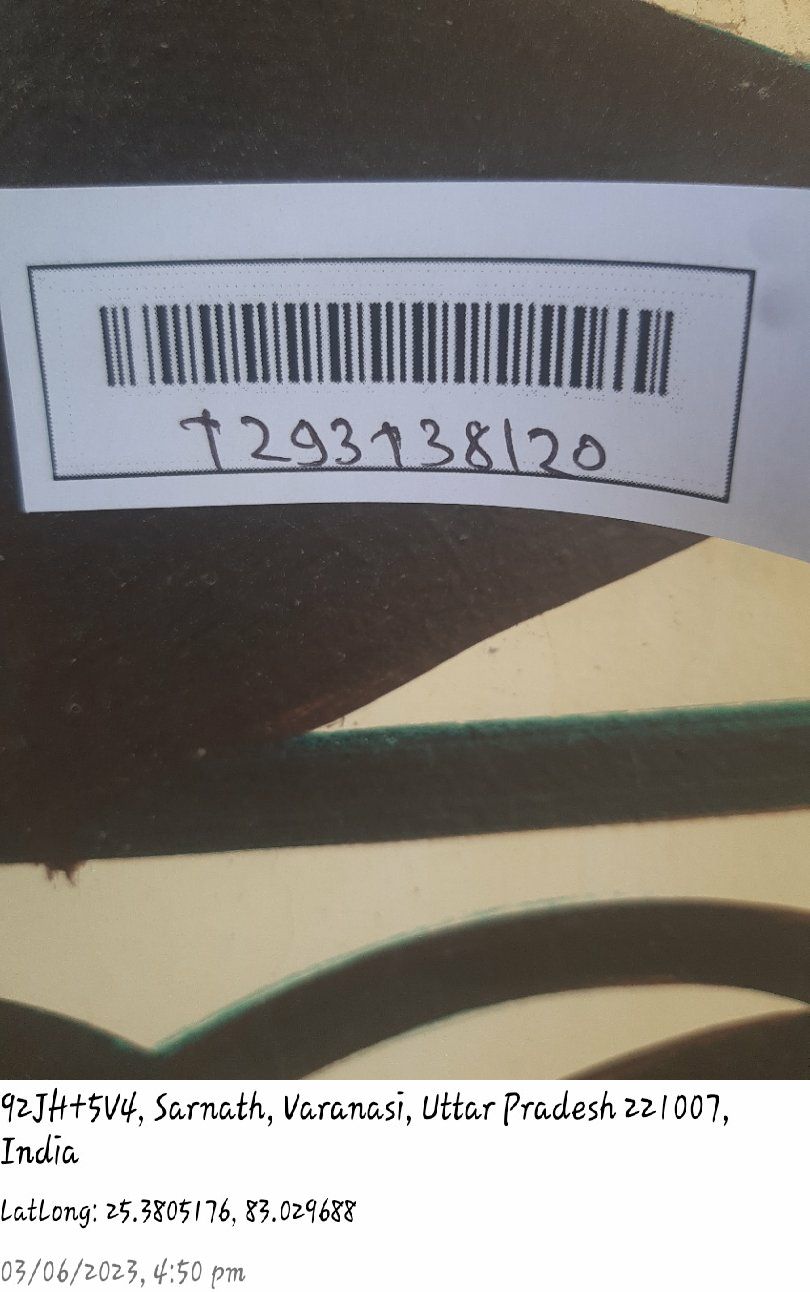 T293T38120
92JH+5V4, Sarnath, Varanasi, Uttar Pradesh 221007,
India
LatLong: 25.3805176, 83.029688
03/06/2023, 4:50 pm